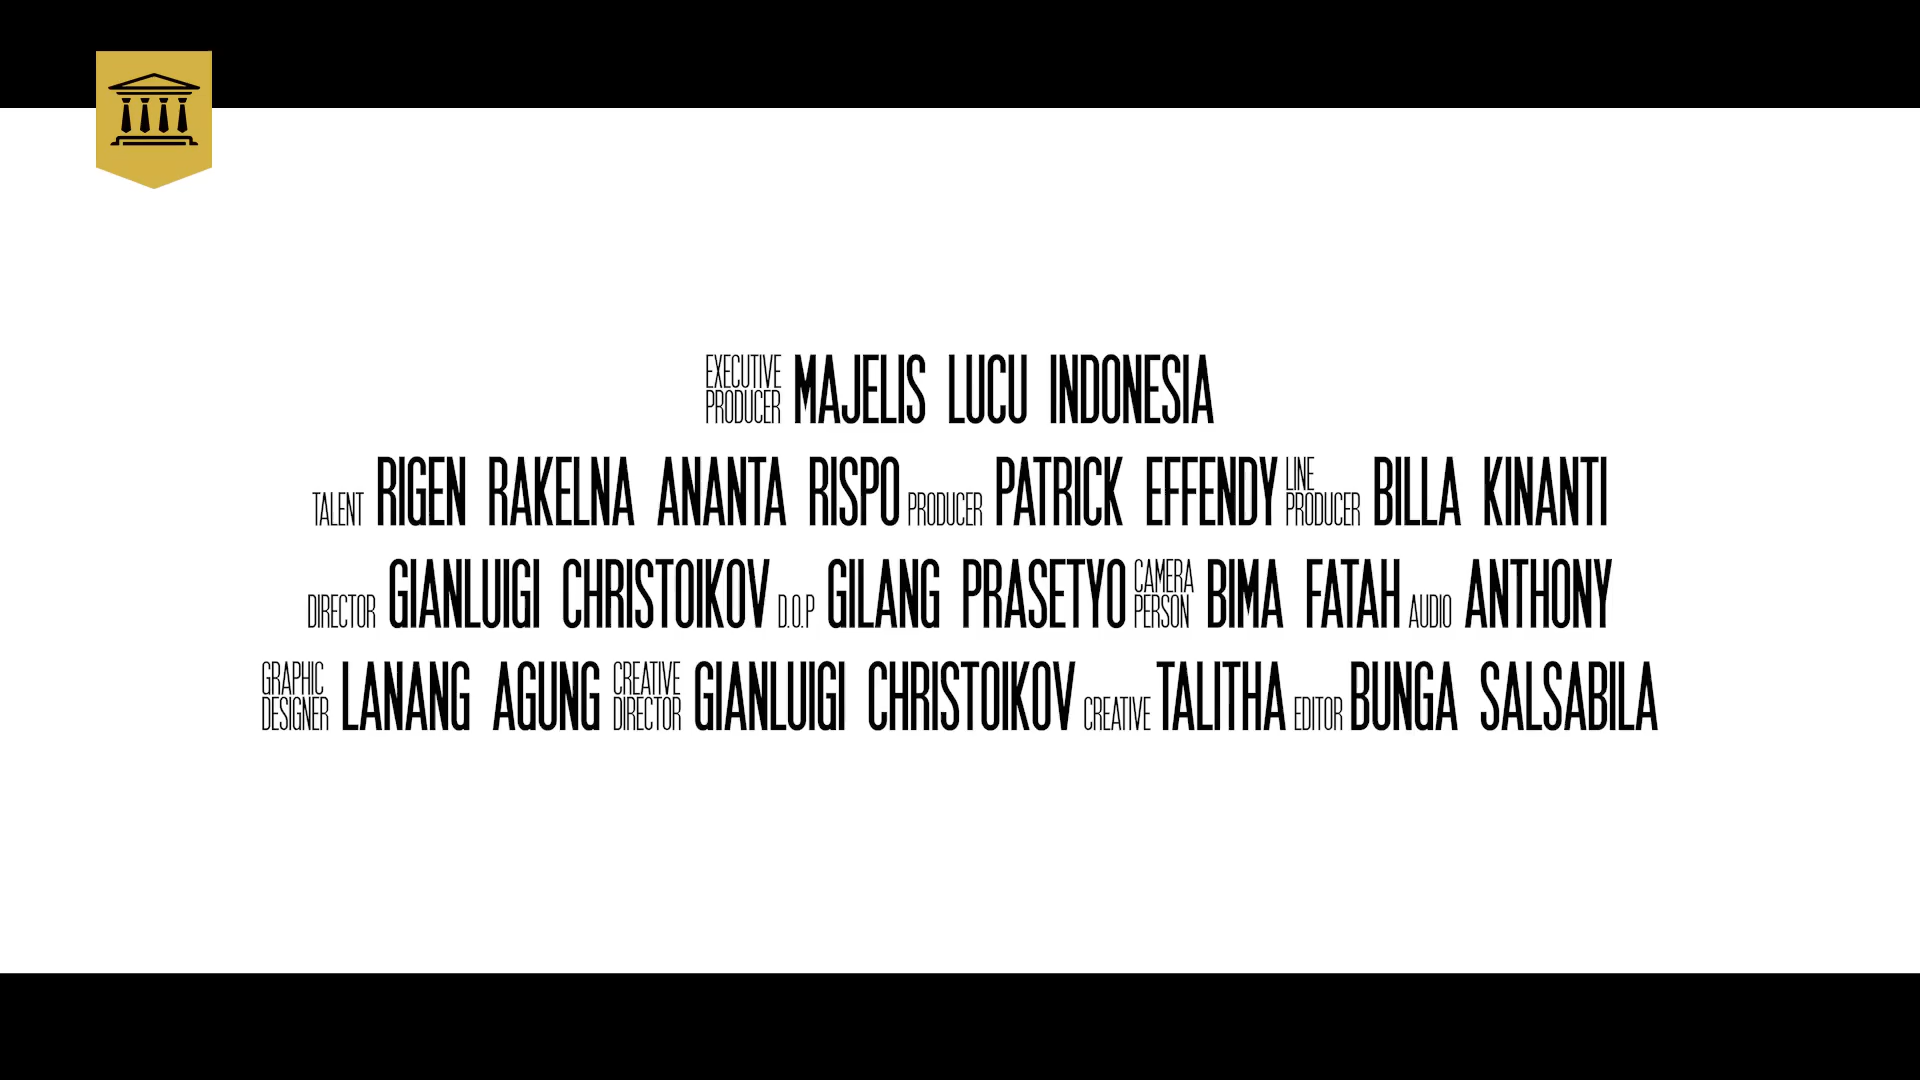 EXECUTIVE PRODUCER MAJELIS LUCU INDONESIA
TALENT RIGEN RAKELNA ANANTA RISPO PRODUCER PATRICK EFFENDY LINE PRODUCER BILLA KINANTI
DIRECTOR GIANLUIGI CHRISTOIKOV D.O.P GILANG PRASETYO CAMERA PERSON BIMA FATAH AUDIO ANTHONY
GRAPHIC DESIGNER LANANG AGUNG CREATIVE DIRECTOR GIANLUIGI CHRISTOIKOV CREATIVE TALITHA EDITOR BUNGA SALSABILA